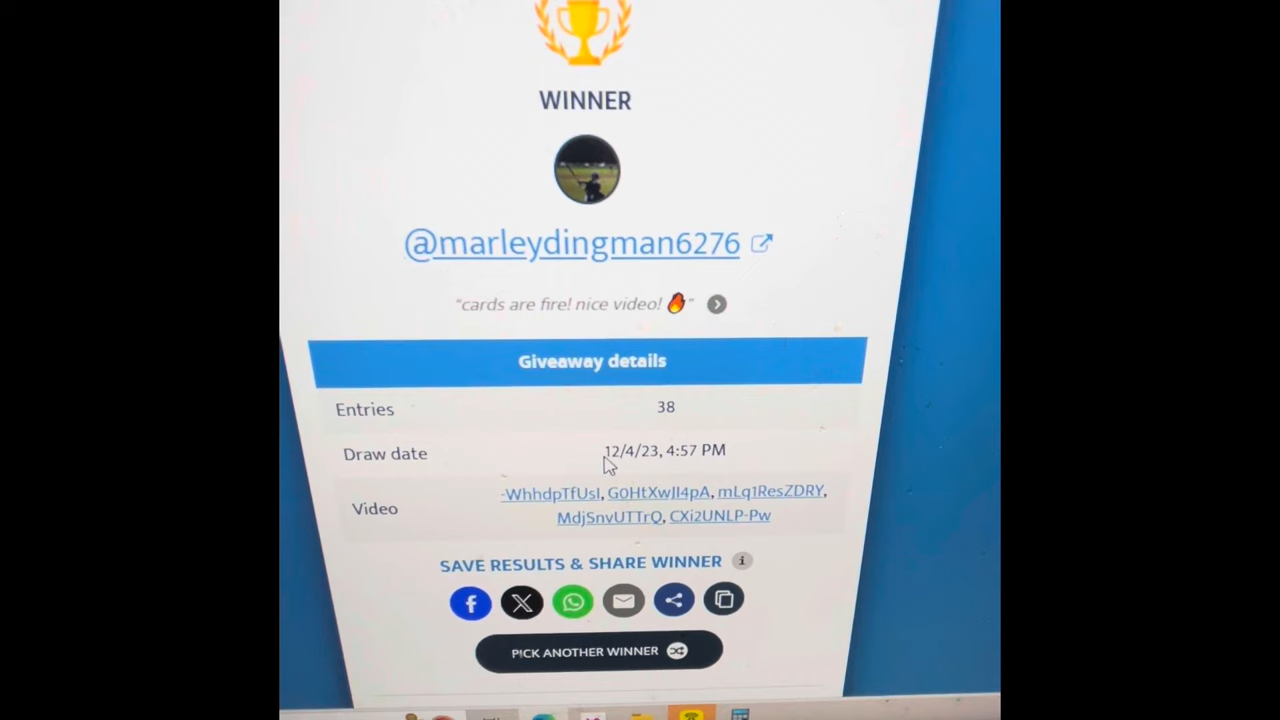 WINNER
@marleydingman6276
"cards are fire! nice video! 🔥"
Giveaway details
Entries 38
Draw date 12/4/23, 4:57 PM
Video -WhhdpTfUsI, G0HtXwJI4pA, mLq1ResZDRY,
MdjSnvUTTrQ, CXi2UNLP-Pw
SAVE RESULTS & SHARE WINNER
PICK ANOTHER WINNER